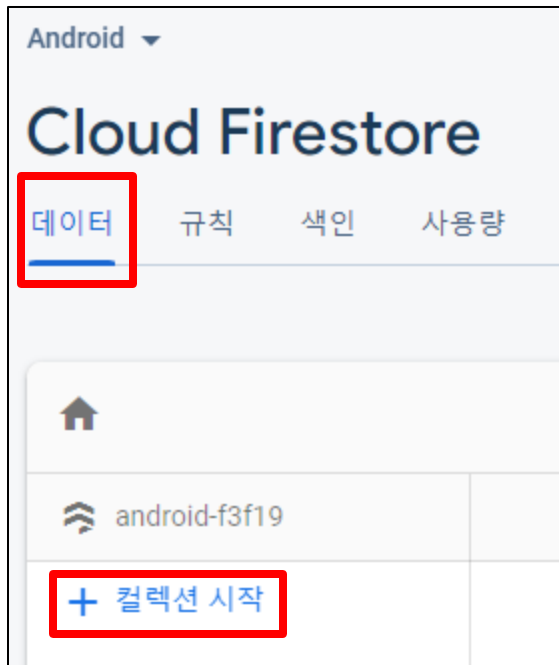 Android
Cloud Firestore
데이터 규칙 색인 사용량
android-f3f19
+ 컬렉션 시작